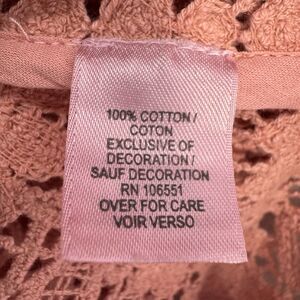 100% COTTON/
COTON
EXCLUSIVE OF
DECORATION/
SAUF DECORATION
RN 106551
OVER FOR CARE
VOIR VERSO